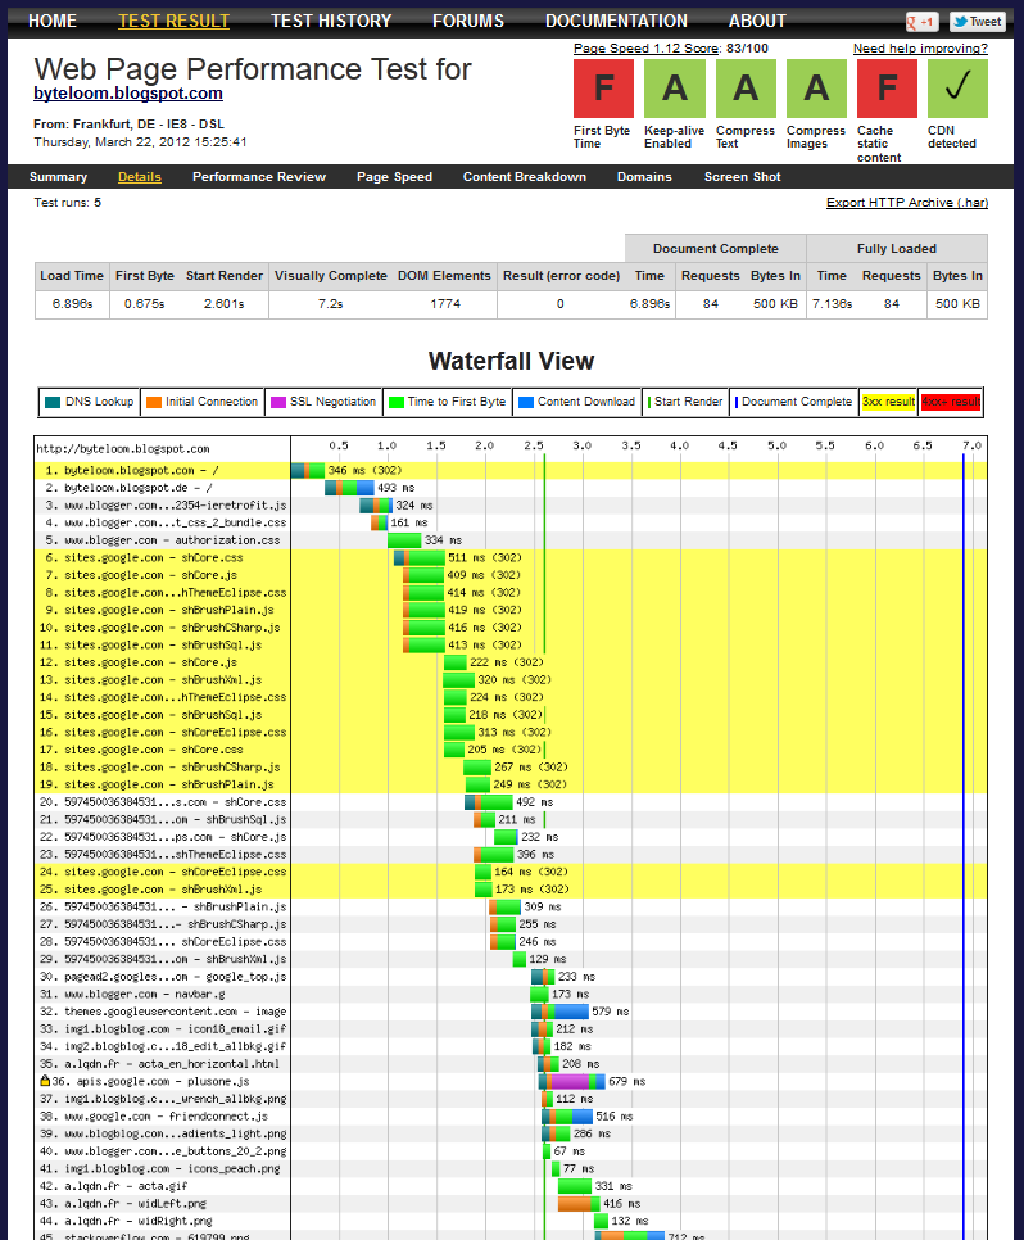 HOME TEST RESULT TEST HISTORY FORUMS DOCUMENTATION ABOUT g +1 Tweet
Page Speed 1.12 Score: 83/100 Need help improving?
Web Page Performance Test for
byteloom.blogspot.com
From: Frankfurt, DE - IE8 - DSL
Thursday, March 22, 2012 15:25:41
F A A A F ✓
First Byte Time Keep-alive Enabled Compress Text Compress Images Cache static content CDN detected
Summary Details Performance Review Page Speed Content Breakdown Domains Screen Shot
Test runs: 5 Export HTTP Archive (.har)
Document Complete Fully Loaded
Load Time First Byte Start Render Visually Complete DOM Elements Result (error code) Time Requests Bytes In Time Requests Bytes In
6.896s 0.675s 2.601s 7.2s 1774 0 6.896s 84 500 KB 7.136s 84 500 KB
Waterfall View
DNS Lookup Initial Connection SSL Negotiation Time to First Byte Content Download Start Render Document Complete 3xx result 4xx+ result
http://byteloom.blogspot.com 0.5 1.0 1.5 2.0 2.5 3.0 3.5 4.0 4.5 5.0 5.5 6.0 6.5 7.0
1. byteloom.blogspot.com - / 346 ms (302)
2. byteloom.blogspot.de - / 493 ms
3. www.blogger.com...2354-ieretrofit.js 324 ms
4. www.blogger.com...t_css_2_bundle.css 161 ms
5. www.blogger.com - authorization.css 334 ms
6. sites.google.com - shCore.css 511 ms (302)
7. sites.google.com - shCore.js 409 ms (302)
8. sites.google.com...hThemeEclipse.css 414 ms (302)
9. sites.google.com - shBrushPlain.js 419 ms (302)
10. sites.google.com - shBrushCSharp.js 416 ms (302)
11. sites.google.com - shBrushSql.js 413 ms (302)
12. sites.google.com - shCore.js 222 ms (302)
13. sites.google.com - shBrushXml.js 320 ms (302)
14. sites.google.com...hThemeEclipse.css 224 ms (302)
15. sites.google.com - shBrushSql.js 218 ms (302)
16. sites.google.com - shCoreEclipse.css 313 ms (302)
17. sites.google.com - shCore.css 205 ms (302)
18. sites.google.com - shBrushCSharp.js 267 ms (302)
19. sites.google.com - shBrushPlain.js 249 ms (302)
20. 597450036384531...s.com - shCore.css 492 ms
21. 597450036384531...om - shBrushSql.js 211 ms
22. 597450036384531...ps.com - shCore.js 232 ms
23. 597450036384531...shThemeEclipse.css 396 ms
24. sites.google.com - shCoreEclipse.css 164 ms (302)
25. sites.google.com - shBrushXml.js 173 ms (302)
26. 597450036384531... - shBrushPlain.js 309 ms
27. 597450036384531...- shBrushCSharp.js 255 ms
28. 597450036384531... shCoreEclipse.css 246 ms
29. 597450036384531...om - shBrushXml.js 129 ms
30. pagead2.googles...om - google_top.js 233 ms
31. www.blogger.com - navbar.g 173 ms
32. themes.googleusercontent.com - image 579 ms
33. img1.blogblog.com - icon18_email.gif 212 ms
34. img2.blogblog.c...18_edit_allbkg.gif 182 ms
35. a.lqdn.fr - acta_en_horizontal.html 208 ms
36. apis.google.com - plusone.js 679 ms
37. img1.blogblog.c..._wrench_allbkg.png 112 ms
38. www.google.com - friendconnect.js 516 ms
39. www.blogblog.com...adients_light.png 286 ms
40. www.blogger.com...e_buttons_20_2.png 67 ms
41. img1.blogblog.com - icons_peach.png 77 ms
42. a.lqdn.fr - acta.gif 331 ms
43. a.lqdn.fr - widLeft.png 416 ms
44. a.lqdn.fr - widRight.png 132 ms
45. stackoverflow.com - 619799.png 712 ms